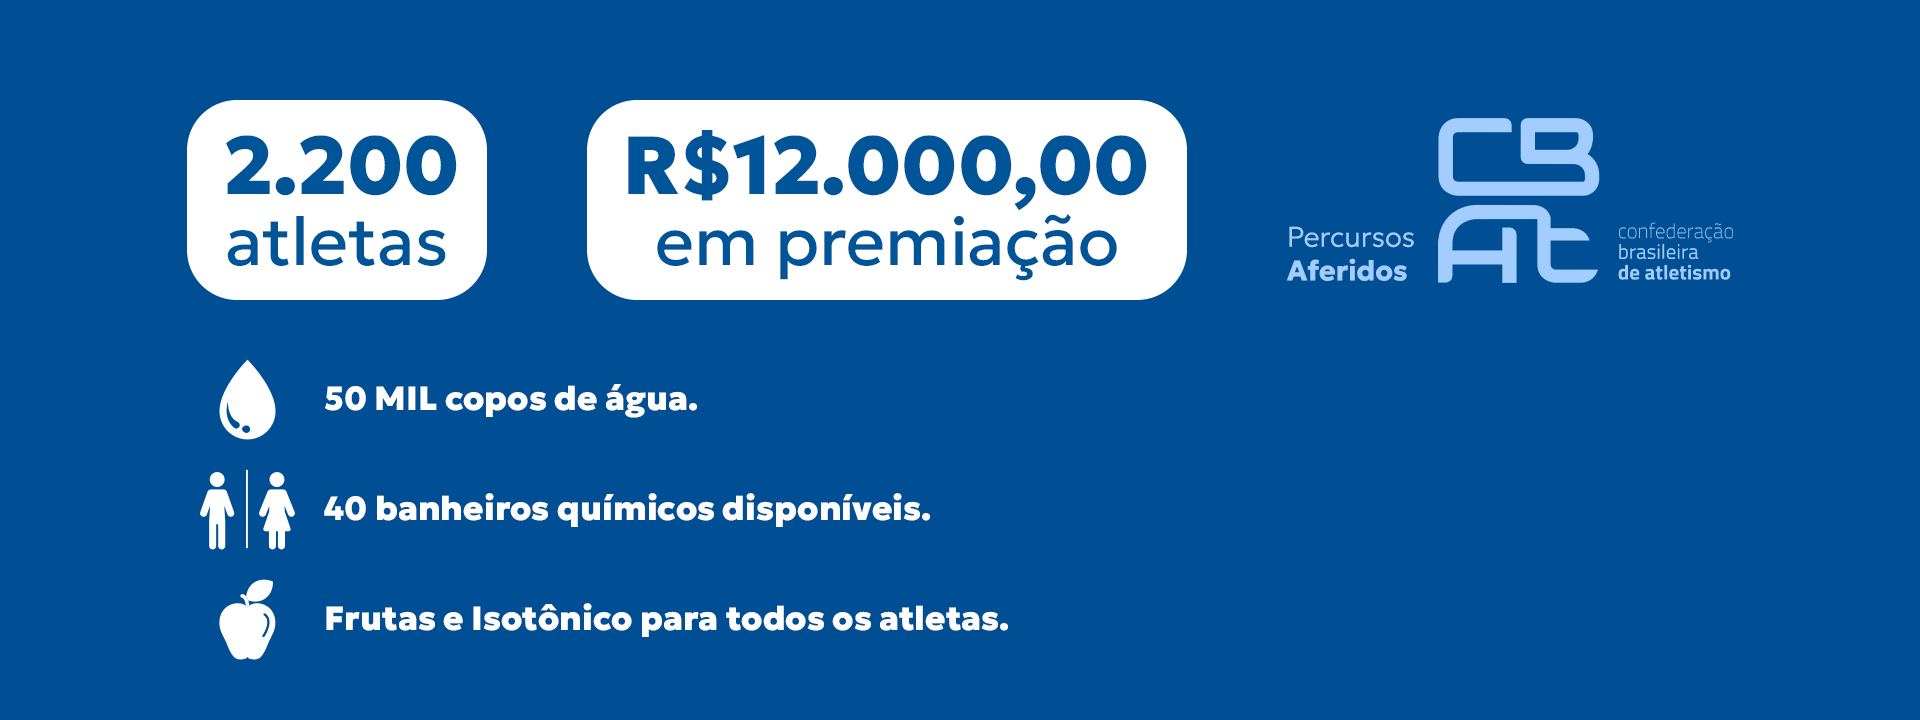 2.200
atletas
R$12.000,00
em premiação
Percursos
Aferidos
CB
At
confederação
brasileira
de atletismo
50 MIL copos de água.
40 banheiros químicos disponíveis.
Frutas e Isotônico para todos os atletas.